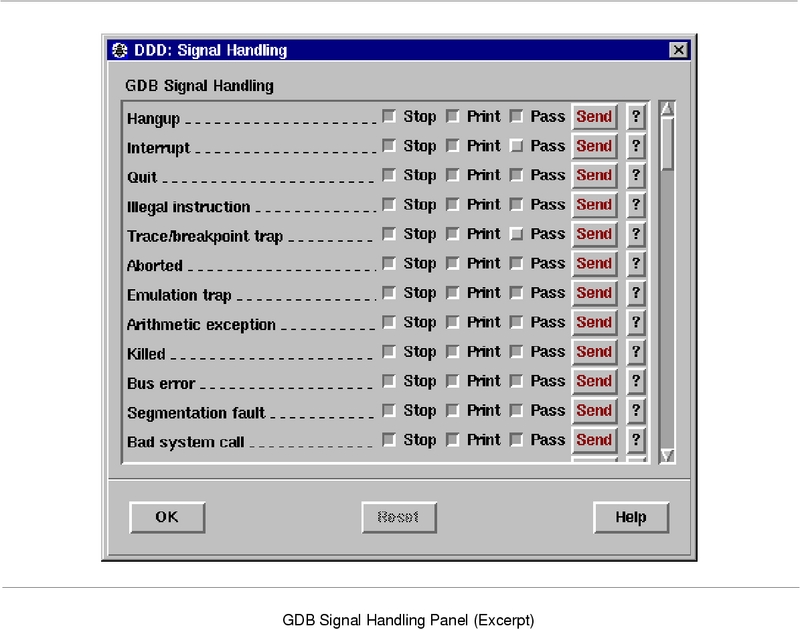 DDD: Signal Handling
GDB Signal Handling
Hangup Stop Print Pass Send ?
Interrupt Stop Print Pass Send ?
Quit Stop Print Pass Send ?
Illegal instruction Stop Print Pass Send ?
Trace/breakpoint trap Stop Print Pass Send ?
Aborted Stop Print Pass Send ?
Emulation trap Stop Print Pass Send ?
Arithmetic exception Stop Print Pass Send ?
Killed Stop Print Pass Send ?
Bus error Stop Print Pass Send ?
Segmentation fault Stop Print Pass Send ?
Bad system call Stop Print Pass Send ?
OK Reset Help
GDB Signal Handling Panel (Excerpt)